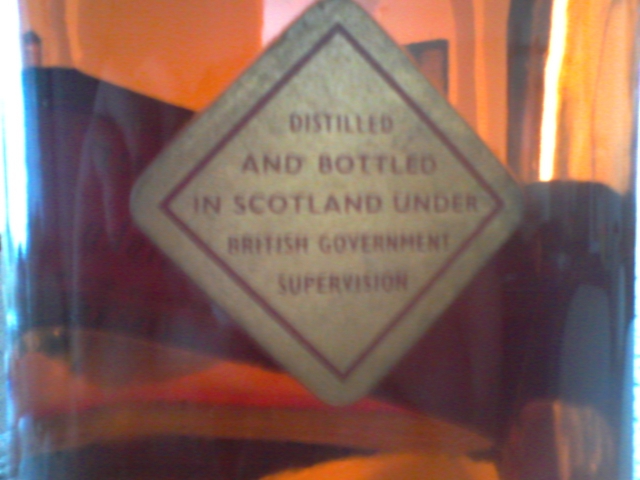 DISTILLED
AND BOTTLED
IN SCOTLAND UNDER
BRITISH GOVERNMENT
SUPERVISION